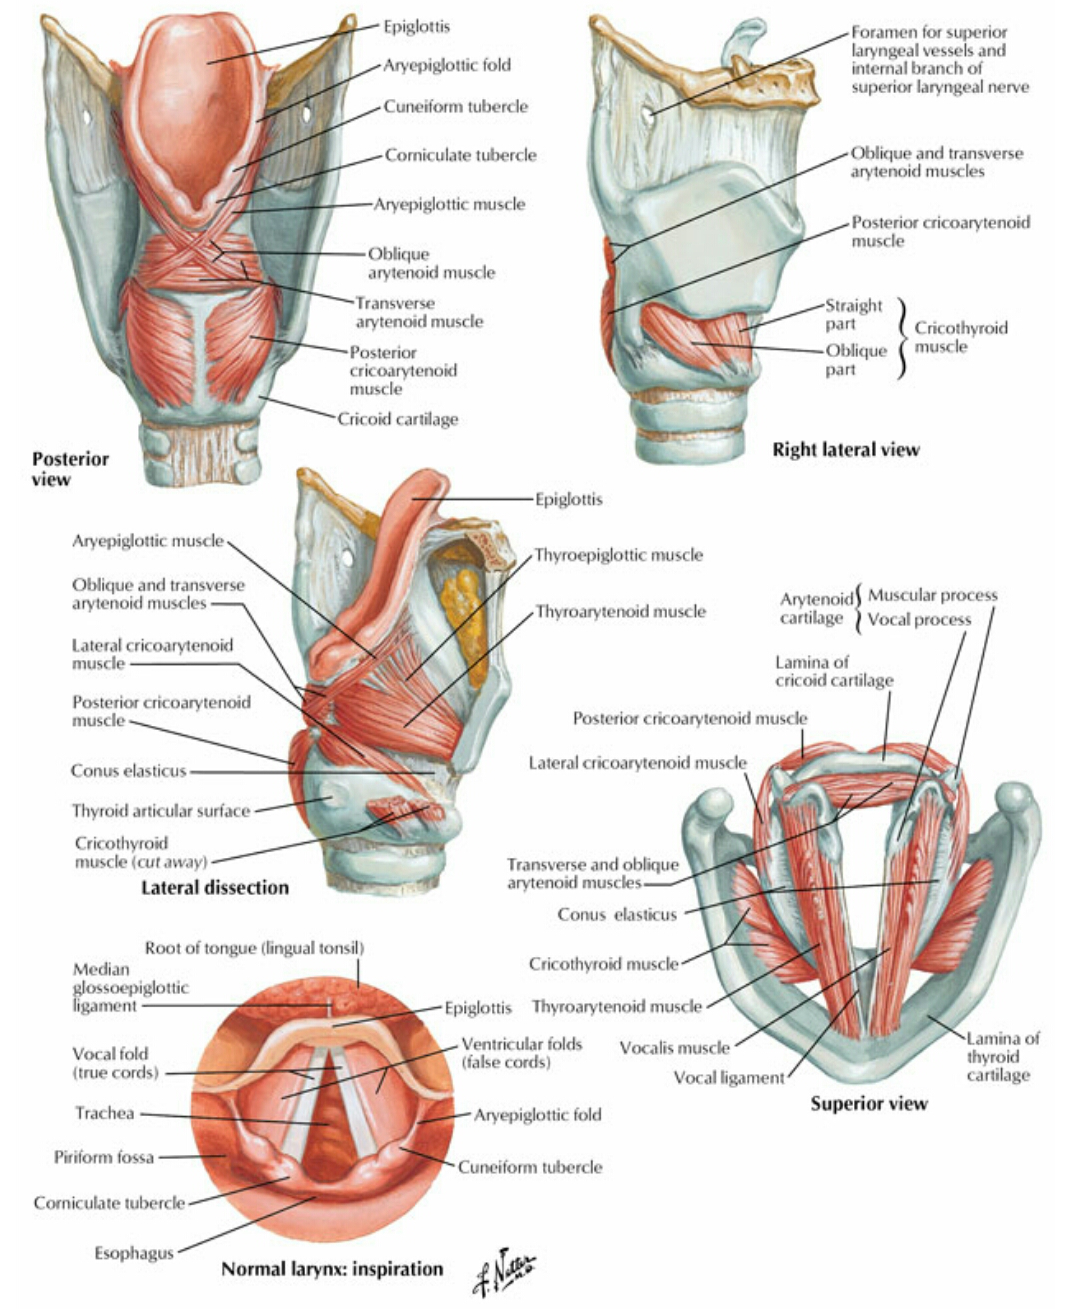 Epiglottis
Aryepiglottic fold
Cuneiform tubercle
Corniculate tubercle
Aryepiglottic muscle
Oblique
arytenoid muscle
Transverse
arytenoid muscle
Posterior
cricoarytenoid
muscle
Cricoid cartilage
Posterior
view
Foramen for superior
laryngeal vessels and
internal branch of
superior laryngeal nerve
Oblique and transverse
arytenoid muscles
Posterior cricoarytenoid
muscle
Straight
part
Oblique
part
Cricothyroid
muscle
Right lateral view
Epiglottis
Aryepiglottic muscle
Thyroepiglottic muscle
Oblique and transverse
arytenoid muscles
Thyroarytenoid muscle
Lateral cricoarytenoid
muscle
Posterior cricoarytenoid
muscle
Conus elasticus
Thyroid articular surface
Cricothyroid
muscle (cut away)
Lateral dissection
Arytenoid
cartilage
Muscular process
Vocal process
Lamina of
cricoid cartilage
Posterior cricoarytenoid muscle
Lateral cricoarytenoid muscle
Transverse and oblique
arytenoid muscles
Conus elasticus
Cricothyroid muscle
Thyroarytenoid muscle
Vocalis muscle
Vocal ligament
Lamina of
thyroid
cartilage
Superior view
Root of tongue (lingual tonsil)
Median
glossoepiglottic
ligament
Epiglottis
Vocal fold
(true cords)
Ventricular folds
(false cords)
Trachea
Aryepiglottic fold
Piriform fossa
Cuneiform tubercle
Corniculate tubercle
Esophagus
Normal larynx: inspiration
F. Netter
M.D.